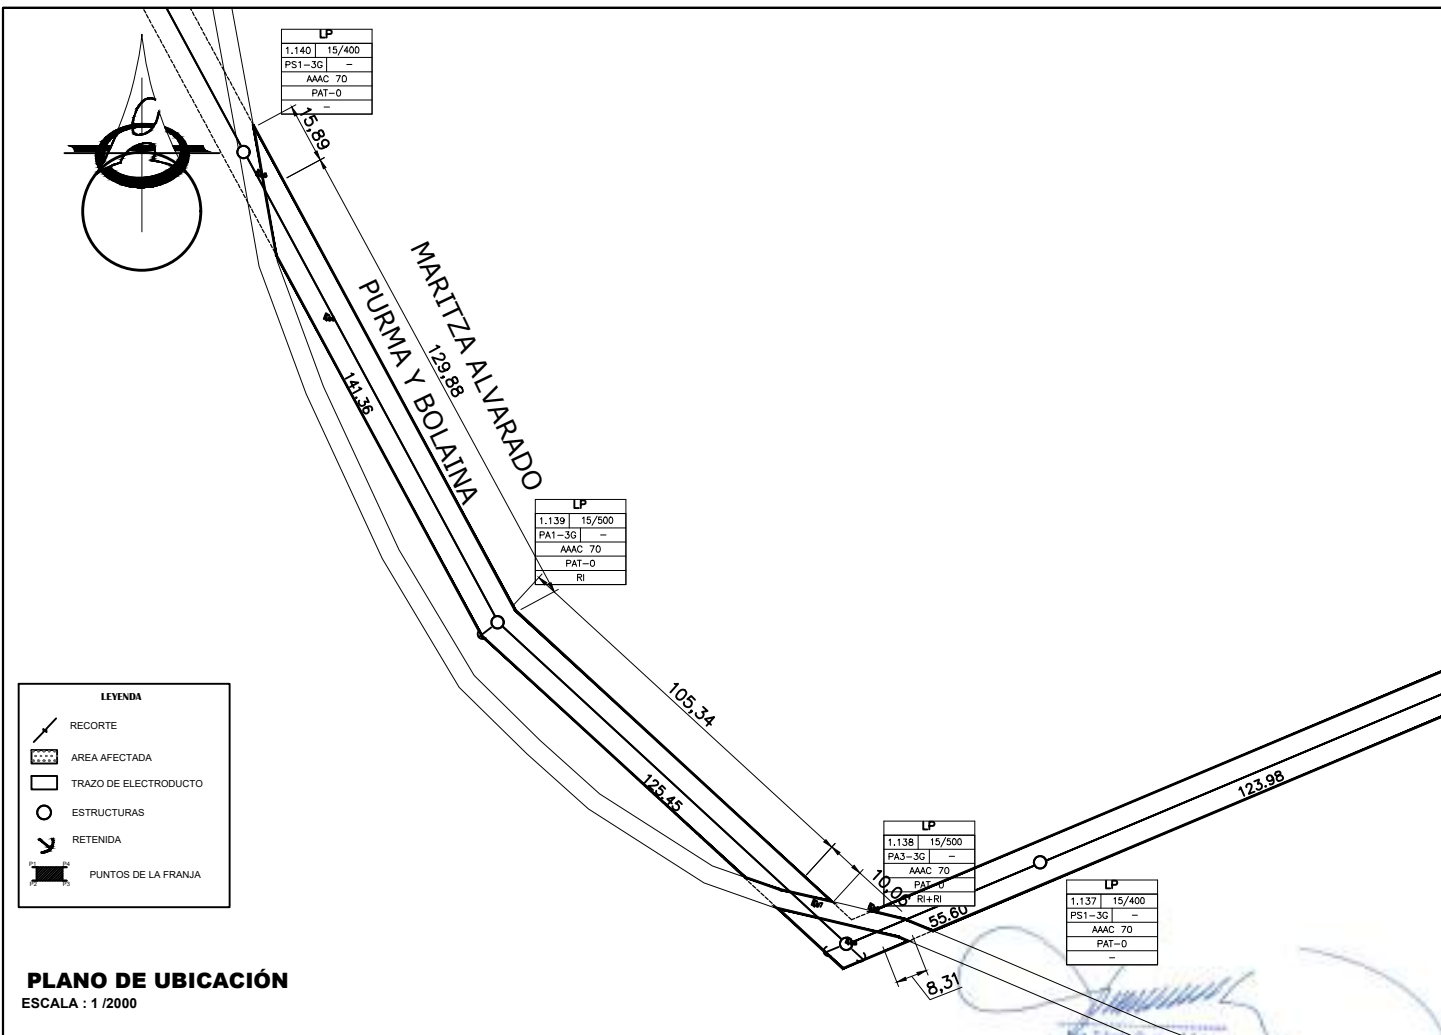 LP
1.140 15/400
PS1-3G -
AAAC 70
PAT-0
-
15,89
MARITZA ALVARADO
PURMA Y BOLAINA
129,88
141,36
LP
1.139 15/500
PA1-3G -
AAAC 70
PAT-0
RI
105,34
125,45
LEYENDA
RECORTE
AREA AFECTADA
TRAZO DE ELECTRODUCTO
ESTRUCTURAS
RETENIDA
P1 P4
PUNTOS DE LA FRANJA
P2 P3
123.98
LP
1.138 15/500
PA3-3G -
AAAC 70
PAT-0
RI+RI
55.60
LP
1.137 15/400
PS1-3G -
AAAC 70
PAT-0
-
8,31
PLANO DE UBICACIÓN
ESCALA : 1 /2000